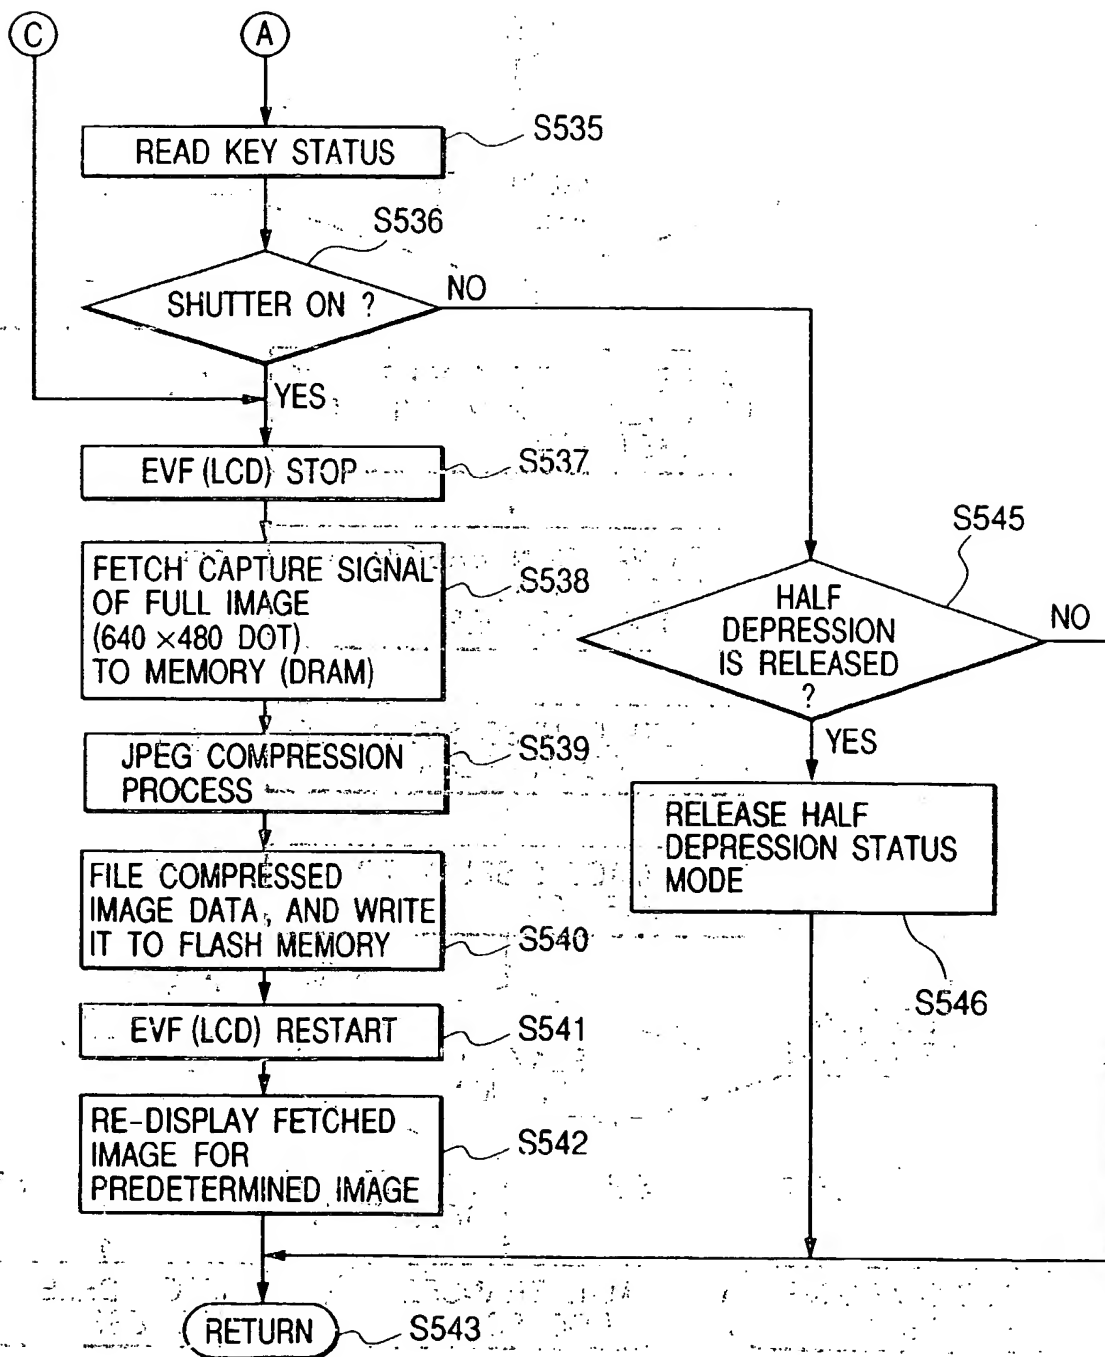 C
A
READ KEY STATUS
S535
S536
SHUTTER ON ?
NO
YES
EVF (LCD) STOP
S537
FETCH CAPTURE SIGNAL
OF FULL IMAGE
(640 × 480 DOT)
TO MEMORY (DRAM)
S538
S545
HALF
DEPRESSION
IS RELEASED
?
NO
YES
JPEG COMPRESSION
PROCESS
S539
RELEASE HALF
DEPRESSION STATUS
MODE
S546
FILE COMPRESSED
IMAGE DATA, AND WRITE
IT TO FLASH MEMORY
S540
EVF (LCD) RESTART
S541
RE-DISPLAY FETCHED
IMAGE FOR
PREDETERMINED IMAGE
S542
RETURN
S543